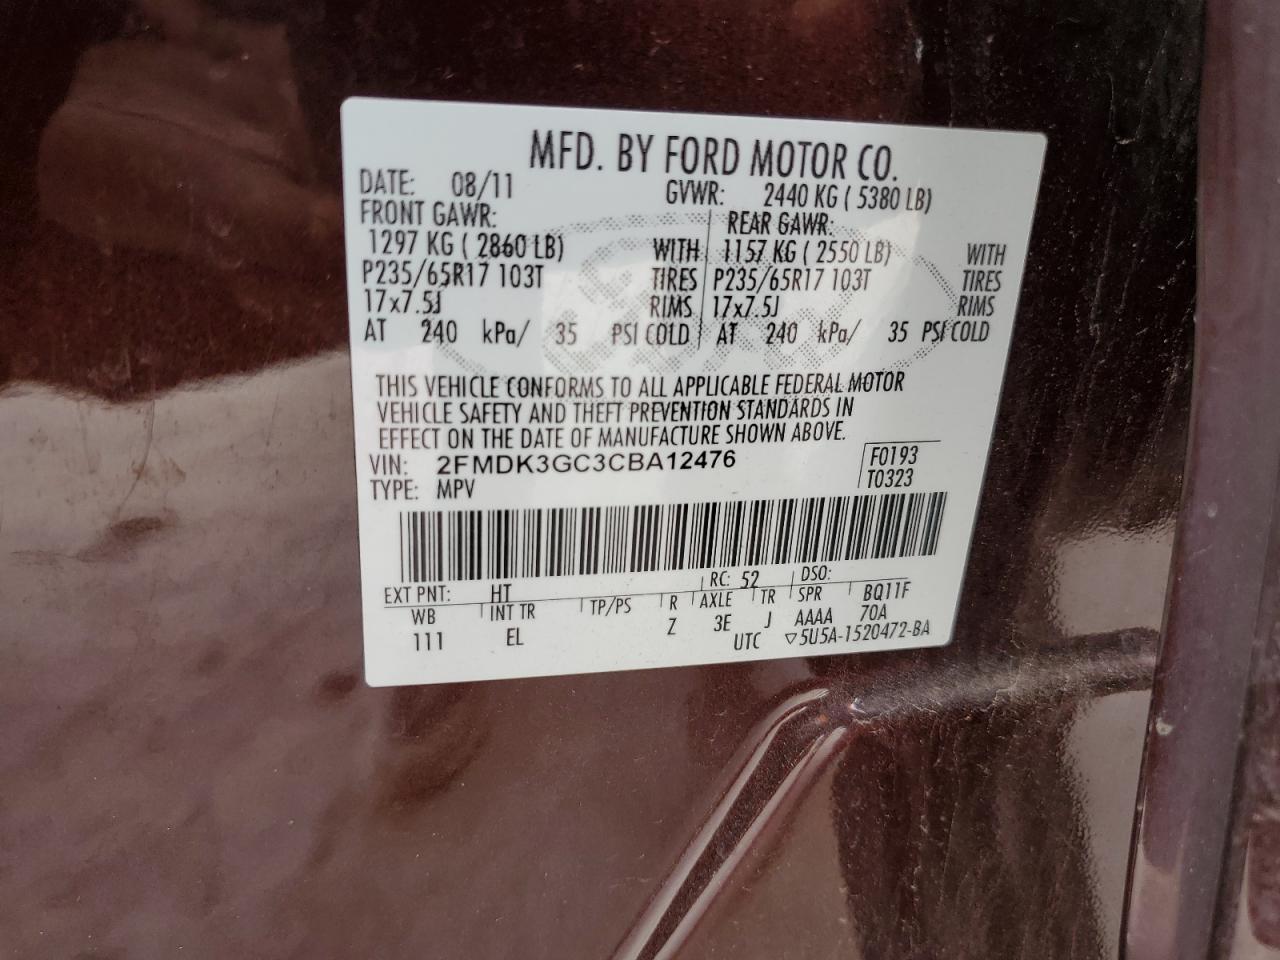 MFD. BY FORD MOTOR CO.
DATE: 08/11 GVWR: 2440 KG ( 5380 LB)
FRONT GAWR: REAR GAWR:
1297 KG ( 2860 LB) WITH 1157 KG ( 2550 LB) WITH
P235/65R17 103T TIRES P235/65R17 103T TIRES
17x7.5J RIMS 17x7.5J RIMS
AT 240 kPa/ 35 PSI COLD AT 240 kPa/ 35 PSI COLD
THIS VEHICLE CONFORMS TO ALL APPLICABLE FEDERAL MOTOR
VEHICLE SAFETY AND THEFT PREVENTION STANDARDS IN
EFFECT ON THE DATE OF MANUFACTURE SHOWN ABOVE.
VIN: 2FMDK3GC3CBA12476 F0193
TYPE: MPV T0323
EXT PNT: HT RC: 52 DSO:
WB INT TR TP/PS R AXLE TR SPR BQ11F
111 EL Z 3E J AAAA 70A
UTC ▽5U5A-1520472-BA